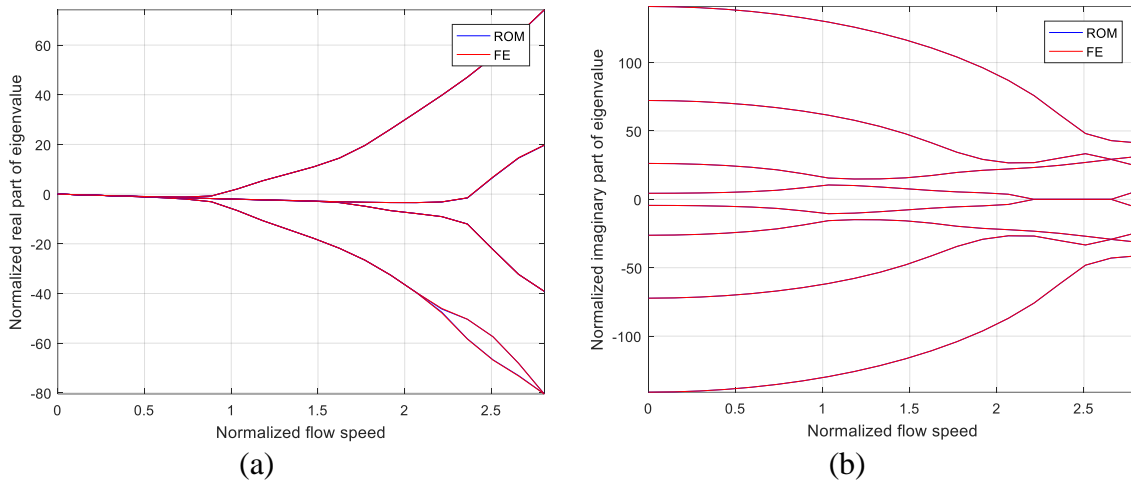 Normalized real part of eigenvalue
60
40
20
0
-20
-40
-60
-80
0 0.5 1 1.5 2 2.5
Normalized flow speed
ROM
FE
(a)
Normalized imaginary part of eigenvalue
100
50
0
-50
-100
0 0.5 1 1.5 2 2.5
Normalized flow speed
ROM
FE
(b)